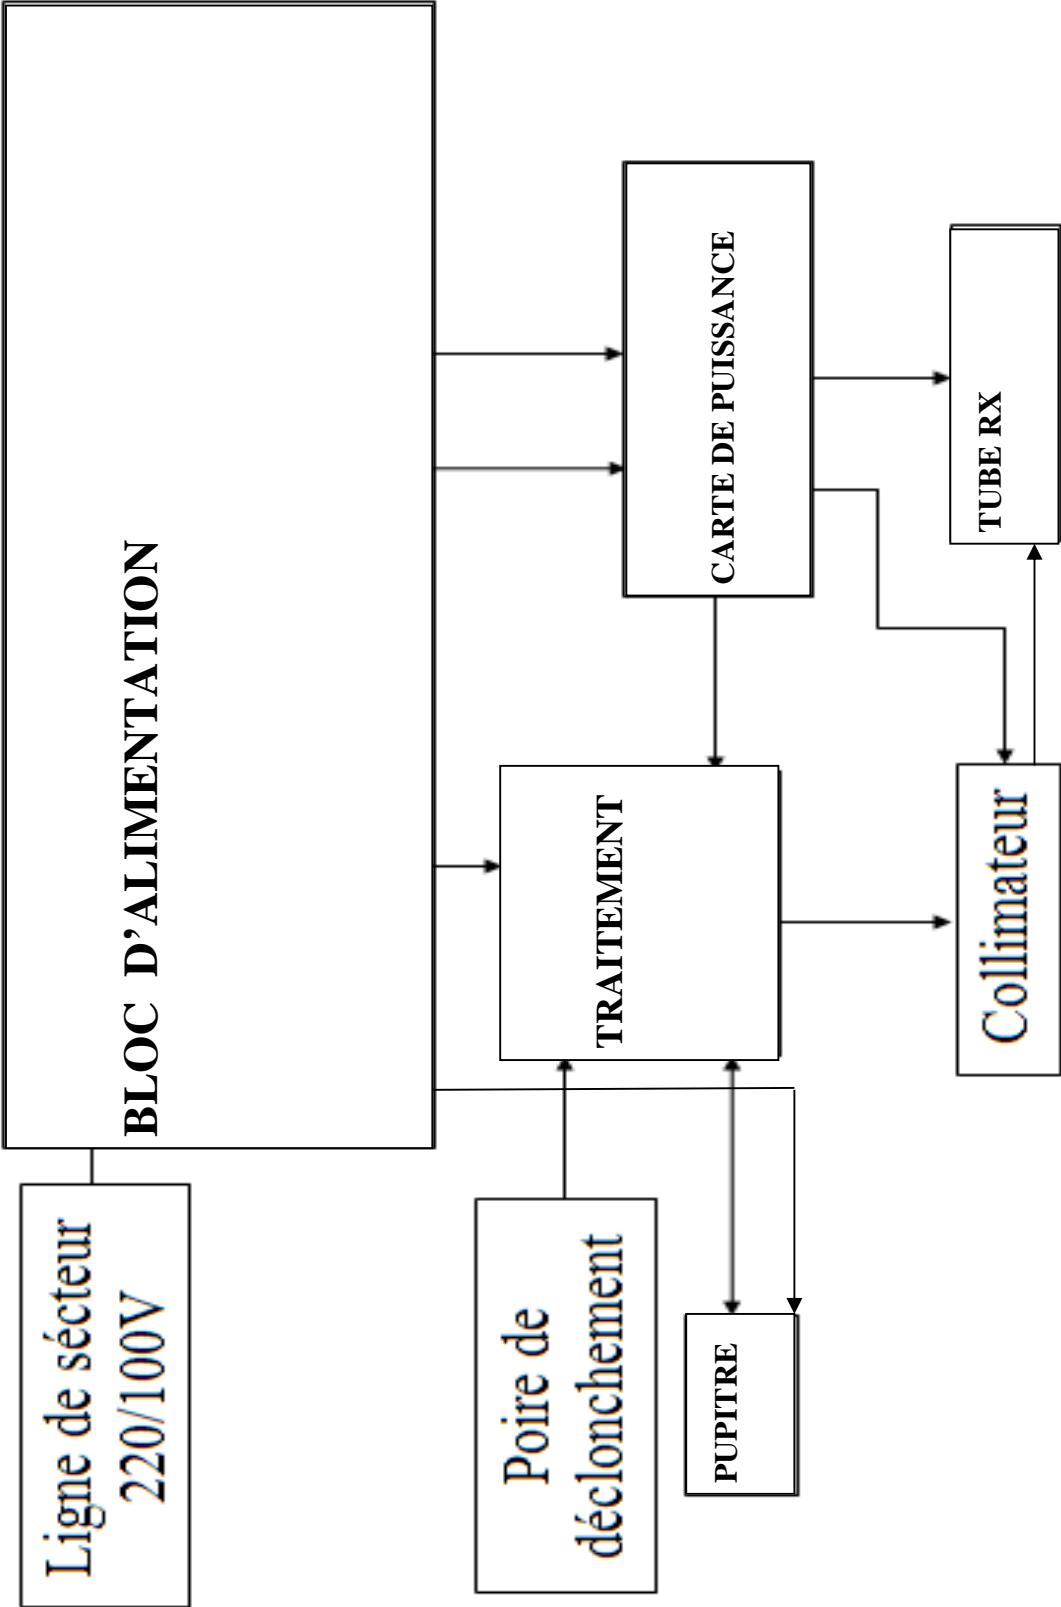 BLOC D'ALIMENTATION
Ligne de sécteur
220/100V
CARTE DE PUISSANCE
TRAITEMENT
TUBE RX
Poire de
déclonchement
PUPITRE
Collimateur